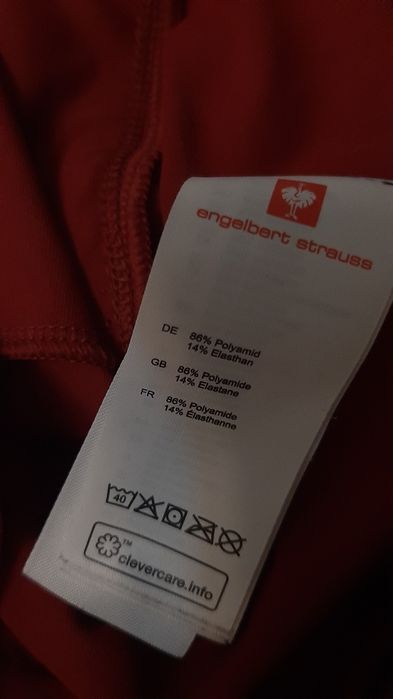 engelbert strauss
DE 86% Polyamid
14% Elasthan
GB 86% Polyamide
14% Elastane
FR 86% Polyamide
14% Élasthanne
40
™
clevercare.info